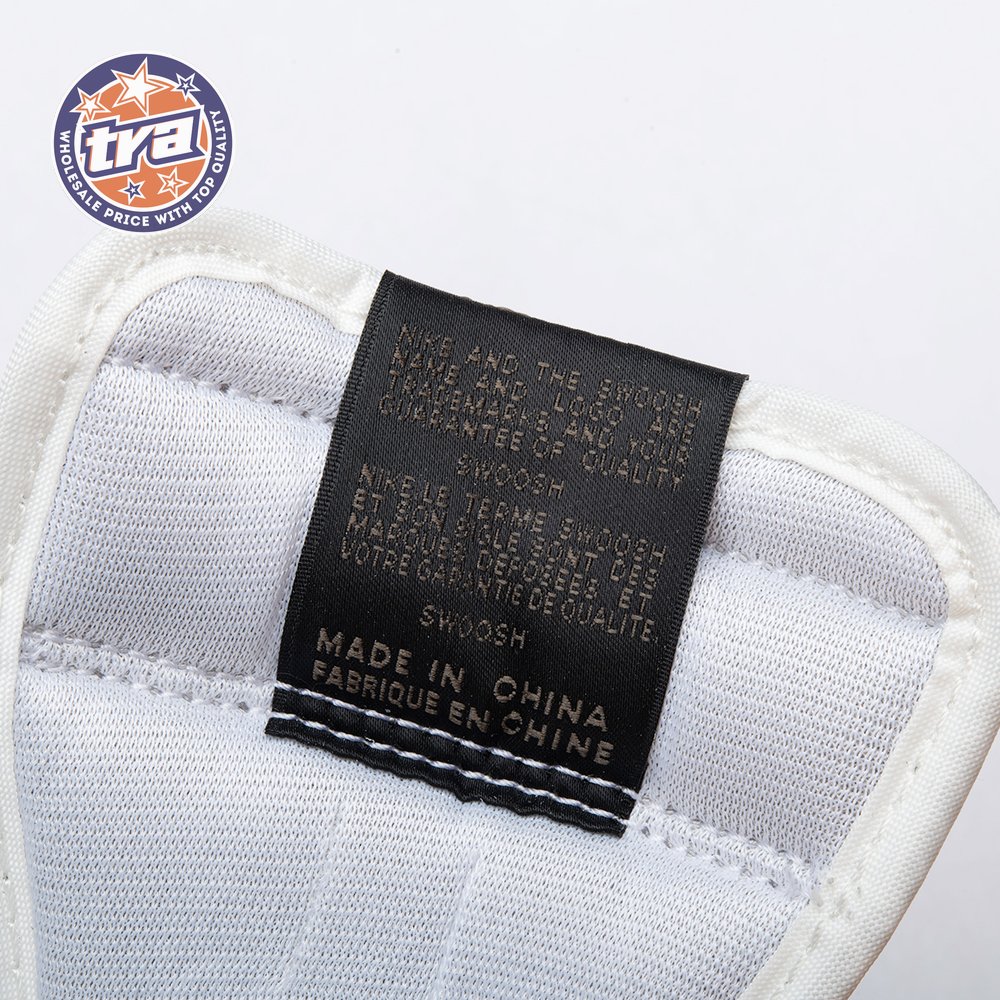 tra
WHOLESALE PRICE WITH TOP QUALITY
NIKE AND THE SWOOSH
NAME AND LOGO ARE
TRADEMARKS AND YOUR
GUARANTEE OF QUALITY
SWOOSH
NIKE LE TERME SWOOSH
ET SON SIGLE SONT DES
MARQUES DEPOSEES ET
VOTRE GARANTIE DE QUALITE.
SWOOSH
MADE IN CHINA
FABRIQUE EN CHINE